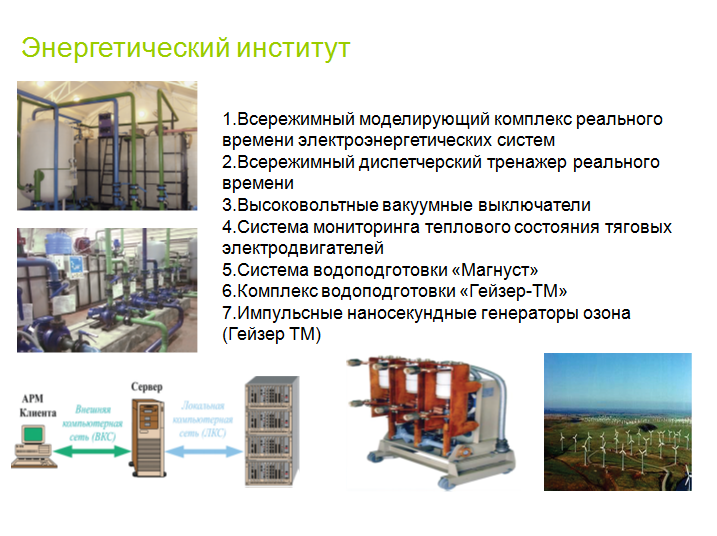 Энергетический институт
1.Всережимный моделирующий комплекс реального
времени электроэнергетических систем
2.Всережимный диспетчерский тренажер реального
времени
3.Высоковольтные вакуумные выключатели
4.Система мониторинга теплового состояния тяговых
электродвигателей
5.Система водоподготовки «Магнуст»
6.Комплекс водоподготовки «Гейзер-ТМ»
7.Импульсные наносекундные генераторы озона
(Гейзер ТМ)
АРМ
Клиента
Внешняя
компьютерная
сеть (ВКС)
Сервер
Локальная
компьютерная
сеть (ЛКС)